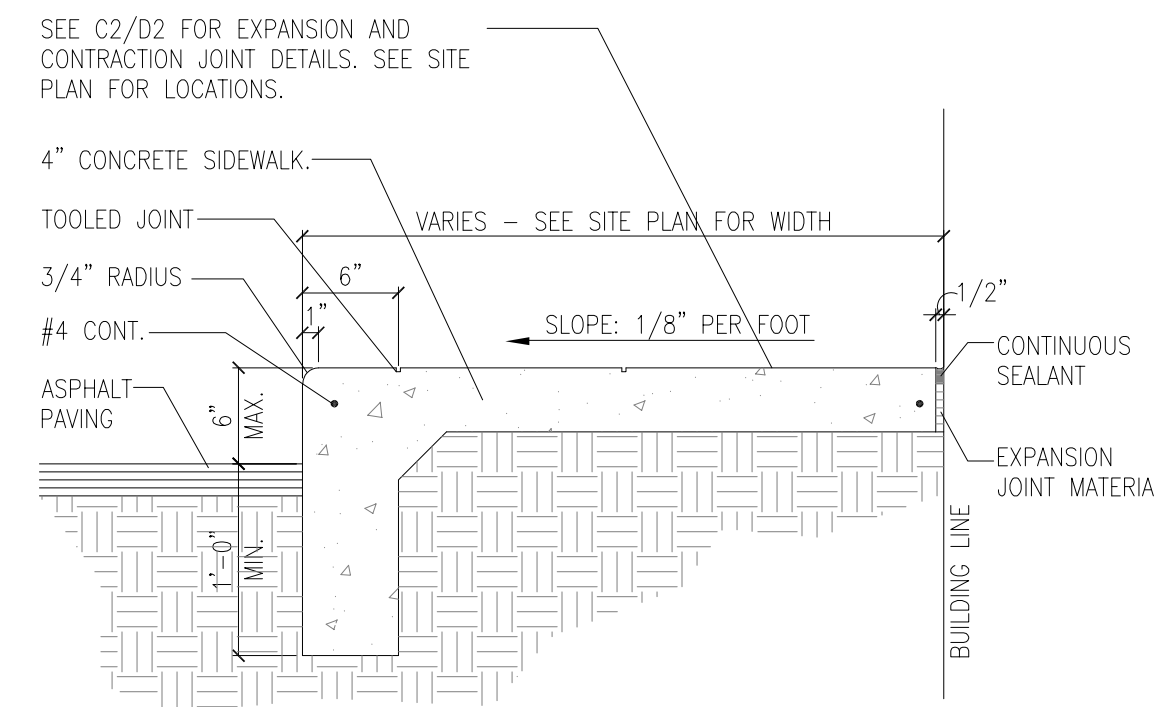 SEE C2/D2 FOR EXPANSION AND
CONTRACTION JOINT DETAILS. SEE SITE
PLAN FOR LOCATIONS.
4" CONCRETE SIDEWALK.
TOOLED JOINT
VARIES – SEE SITE PLAN FOR WIDTH
3/4" RADIUS
6"
1/2"
1"
#4 CONT.
SLOPE: 1/8" PER FOOT
CONTINUOUS
SEALANT
ASPHALT
PAVING
6"
MAX.
EXPANSION
JOINT MATERIA
1'-0"
MIN.
BUILDING LINE